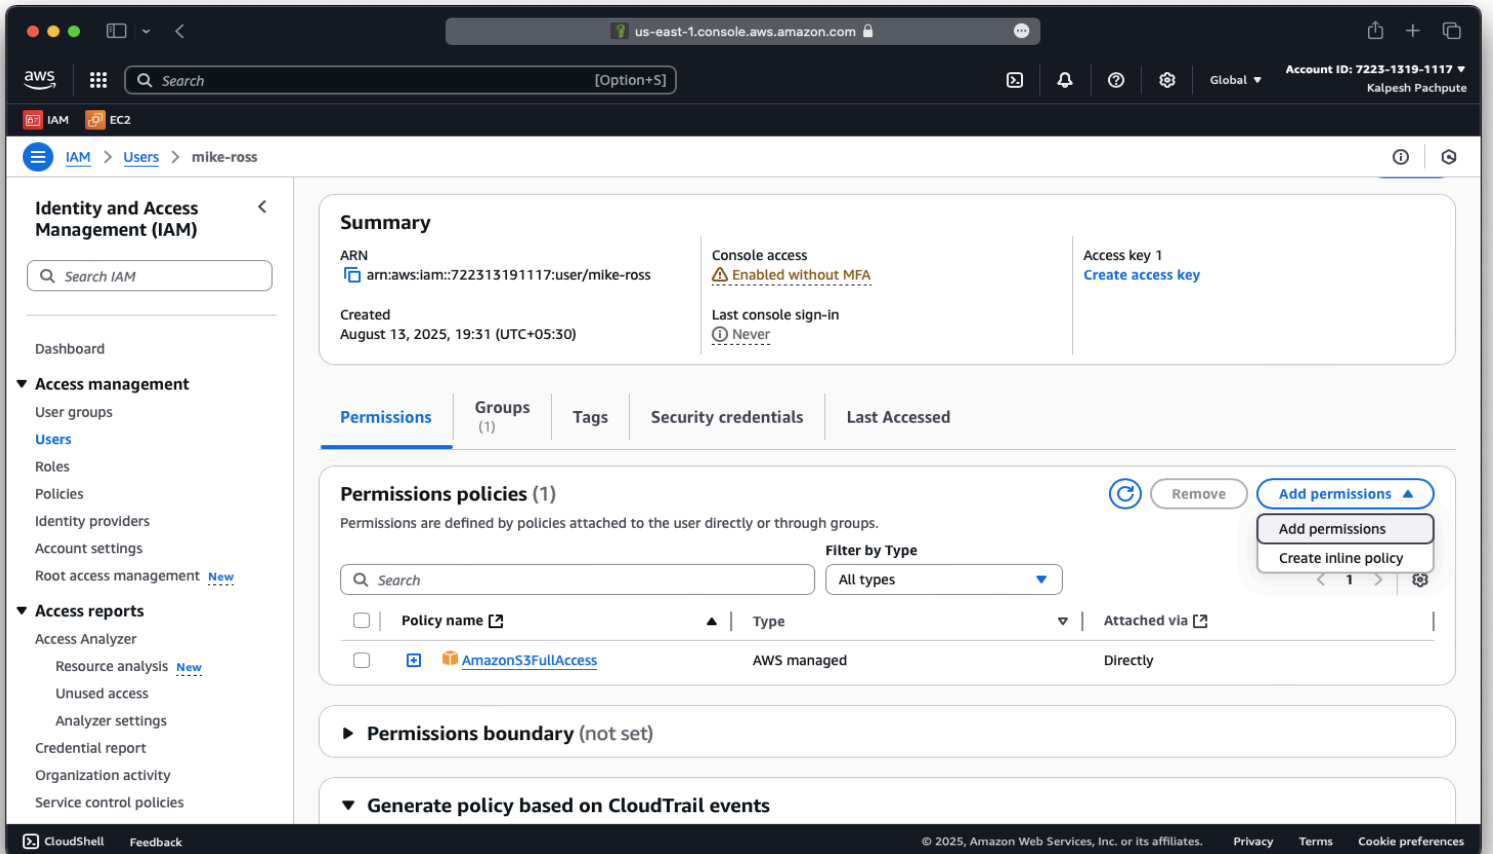 us-east-1.console.aws.amazon.com
aws
Search
[Option+S]
Global
Account ID: 7223-1319-1117
Kalpesh Pachpute
IAM
EC2
IAM
Users
mike-ross
Identity and Access
Management (IAM)
Search IAM
Dashboard
Access management
User groups
Users
Roles
Policies
Identity providers
Account settings
Root access management New
Access reports
Access Analyzer
Resource analysis New
Unused access
Analyzer settings
Credential report
Organization activity
Service control policies
Summary
ARN
arn:aws:iam::722313191117:user/mike-ross
Created
August 13, 2025, 19:31 (UTC+05:30)
Console access
Enabled without MFA
Last console sign-in
Never
Access key 1
Create access key
Permissions
Groups
(1)
Tags
Security credentials
Last Accessed
Permissions policies (1)
Remove
Add permissions
Permissions are defined by policies attached to the user directly or through groups.
Add permissions
Create inline policy
Filter by Type
Search
All types
1
Policy name
Type
Attached via
AmazonS3FullAccess
AWS managed
Directly
Permissions boundary (not set)
Generate policy based on CloudTrail events
CloudShell
Feedback
© 2025, Amazon Web Services, Inc. or its affiliates.
Privacy
Terms
Cookie preferences